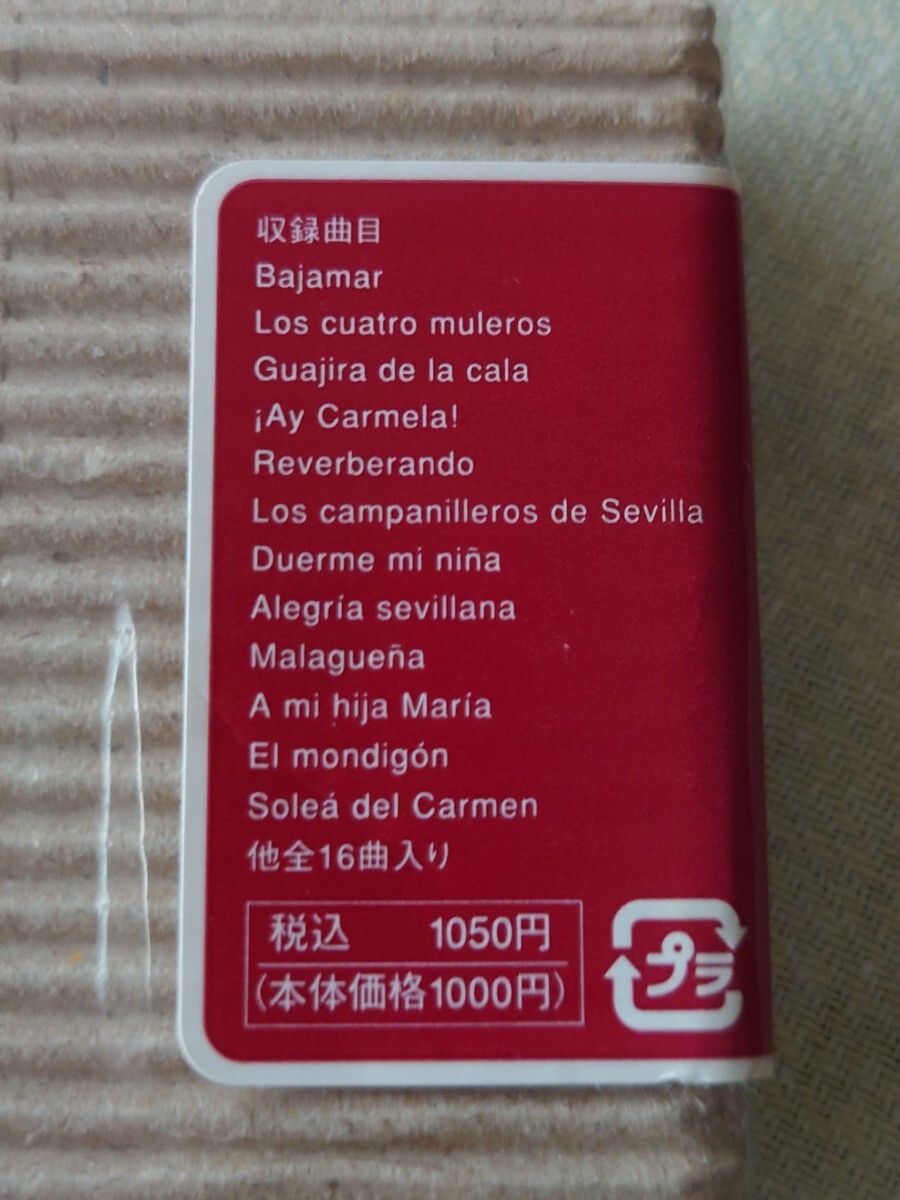 収録曲目
Bajamar
Los cuatro muleros
Guajira de la cala
¡Ay Carmela!
Reverberando
Los campanilleros de Sevilla
Duerme mi niña
Alegría sevillana
Malagueña
A mi hija María
El mondigón
Soleá del Carmen
他全16曲入り
税込 1050円
(本体価格1000円)
プラ